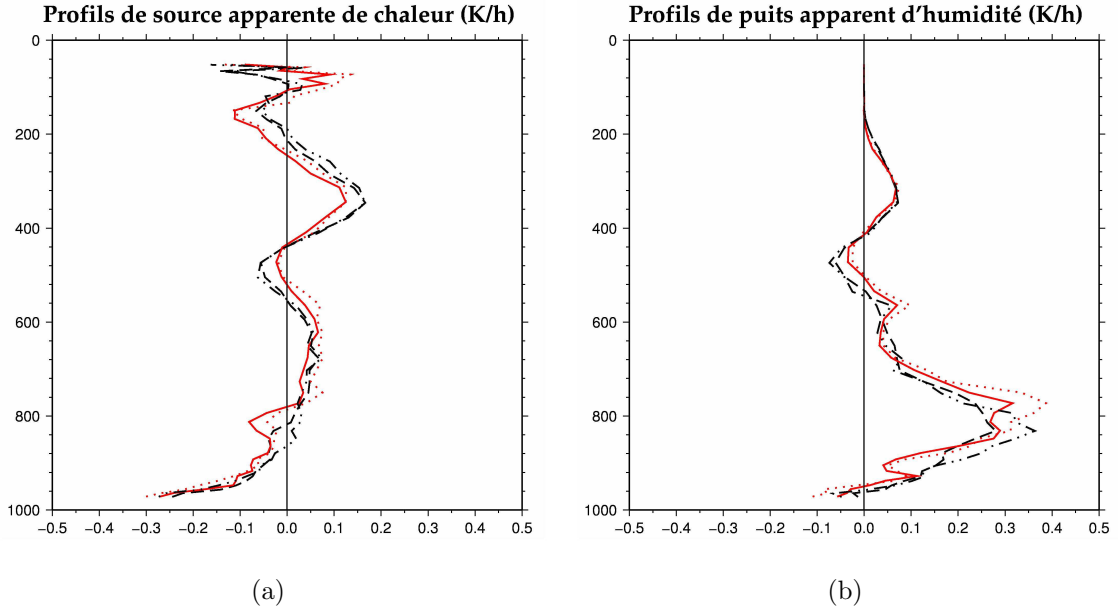 Profils de source apparente de chaleur (K/h)
0
200
400
600
800
1000
−0.5 −0.4 −0.3 −0.2 −0.1 0.0 0.1 0.2 0.3 0.4 0.5
(a)
Profils de puits apparent d’humidité (K/h)
0
200
400
600
800
1000
−0.5 −0.4 −0.3 −0.2 −0.1 0.0 0.1 0.2 0.3 0.4 0.5
(b)